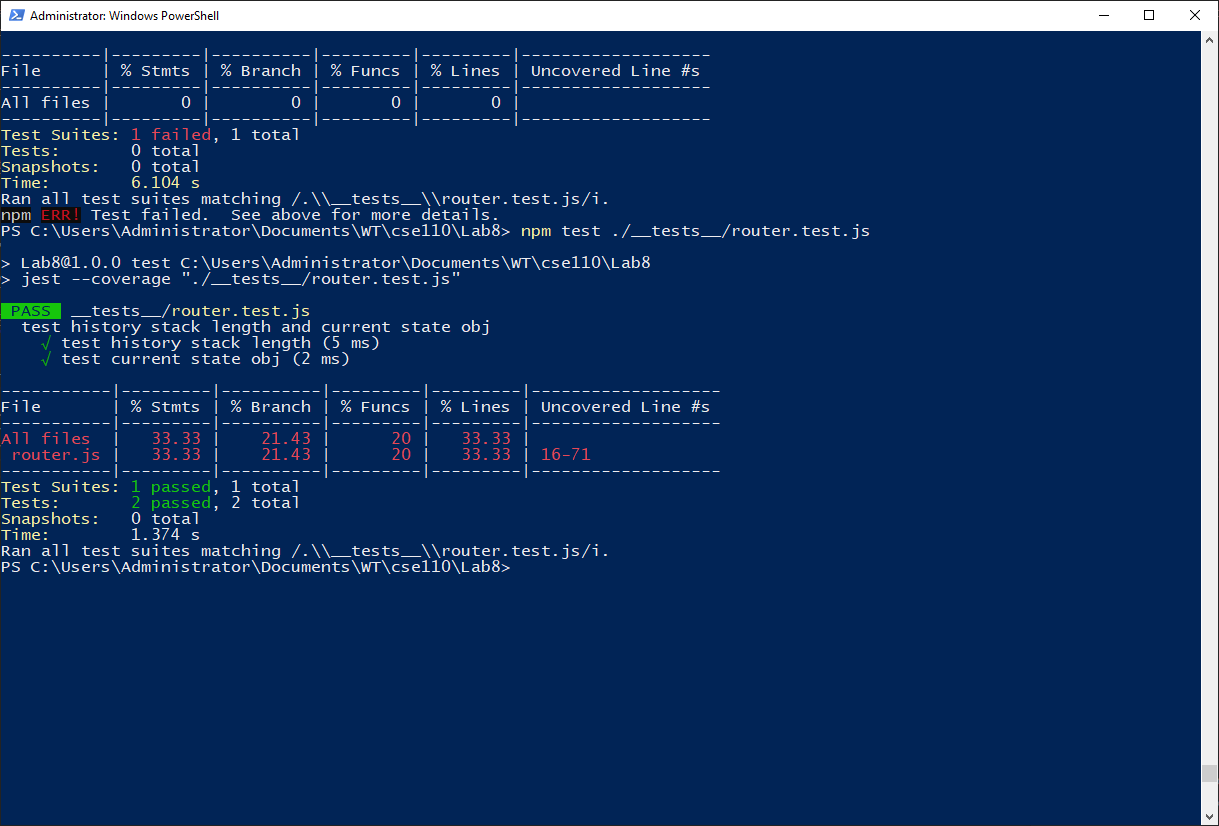 Administrator: Windows PowerShell
----------|---------|----------|---------|---------|-------------------
File      | % Stmts | % Branch | % Funcs | % Lines | Uncovered Line #s
----------|---------|----------|---------|---------|-------------------
All files |       0 |        0 |       0 |       0 |
----------|---------|----------|---------|---------|-------------------
Test Suites: 1 failed, 1 total
Tests:       0 total
Snapshots:   0 total
Time:        6.104 s
Ran all test suites matching /.\\__tests__\\router.test.js/i.
npm ERR! Test failed.  See above for more details.
PS C:\Users\Administrator\Documents\WT\cse110\Lab8> npm test ./__tests__/router.test.js
> Lab8@1.0.0 test C:\Users\Administrator\Documents\WT\cse110\Lab8
> jest --coverage "./__tests__/router.test.js"
PASS  __tests__/router.test.js
  test history stack length and current state obj
    √ test history stack length (5 ms)
    √ test current state obj (2 ms)
-----------|---------|----------|---------|---------|-------------------
File       | % Stmts | % Branch | % Funcs | % Lines | Uncovered Line #s
-----------|---------|----------|---------|---------|-------------------
All files  |   33.33 |    21.43 |      20 |   33.33 |
 router.js |   33.33 |    21.43 |      20 |   33.33 | 16-71
-----------|---------|----------|---------|---------|-------------------
Test Suites: 1 passed, 1 total
Tests:       2 passed, 2 total
Snapshots:   0 total
Time:        1.374 s
Ran all test suites matching /.\\__tests__\\router.test.js/i.
PS C:\Users\Administrator\Documents\WT\cse110\Lab8>